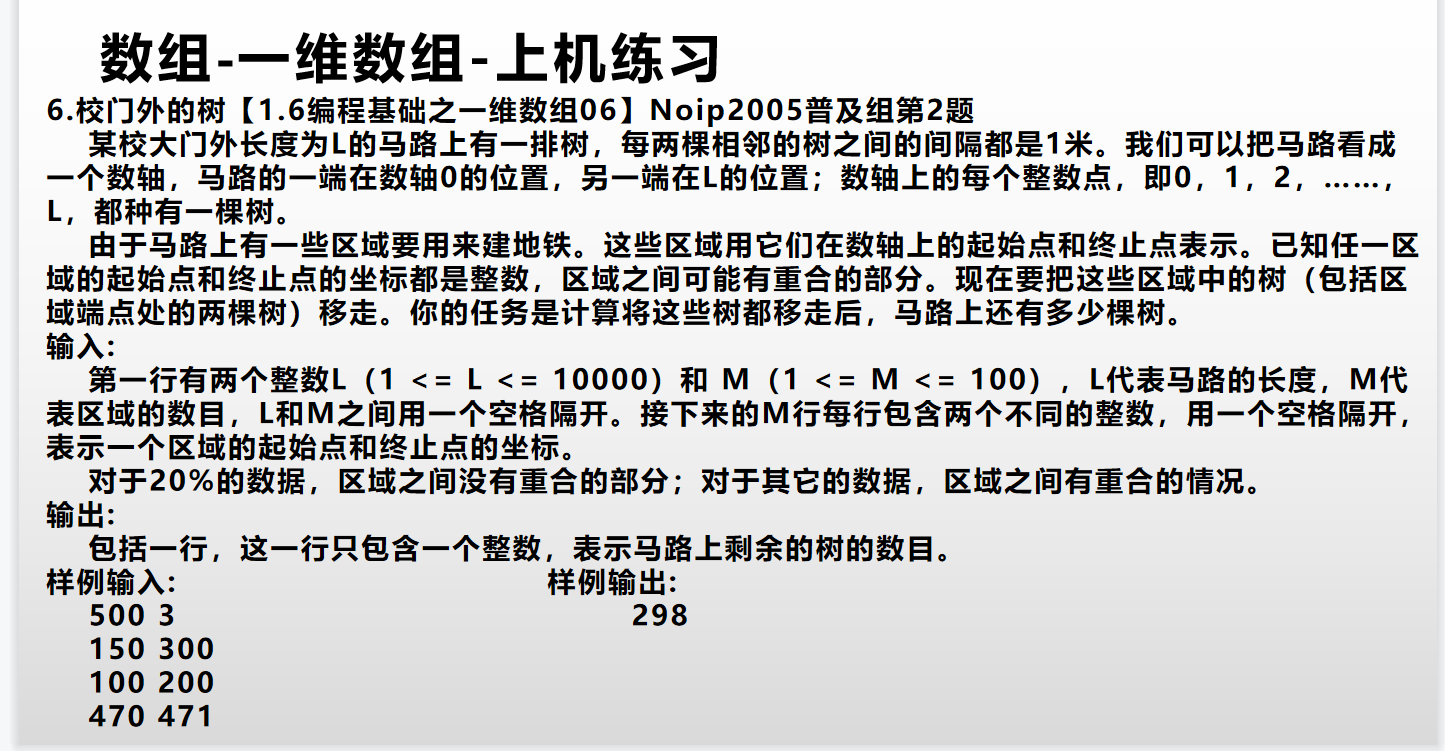 数组-一维数组-上机练习
6.校门外的树【1.6编程基础之一维数组06】Noip2005普及组第2题
某校大门外长度为L的马路上有一排树，每两棵相邻的树之间的间隔都是1米。我们可以把马路看成
一个数轴，马路的一端在数轴0的位置，另一端在L的位置；数轴上的每个整数点，即0，1，2，……，
L，都种有一棵树。
由于马路上有一些区域要用来建地铁。这些区域用它们在数轴上的起始点和终止点表示。已知任一区
域的起始点和终止点的坐标都是整数，区域之间可能有重合的部分。现在要把这些区域中的树（包括区
域端点处的两棵树）移走。你的任务是计算将这些树都移走后，马路上还有多少棵树。
输入：
第一行有两个整数L（1 <= L <= 10000）和 M（1 <= M <= 100），L代表马路的长度，M代
表区域的数目，L和M之间用一个空格隔开。接下来的M行每行包含两个不同的整数，用一个空格隔开，
表示一个区域的起始点和终止点的坐标。
对于20%的数据，区域之间没有重合的部分；对于其它的数据，区域之间有重合的情况。
输出：
包括一行，这一行只包含一个整数，表示马路上剩余的树的数目。
样例输入： 样例输出：
500 3 298
150 300
100 200
470 471